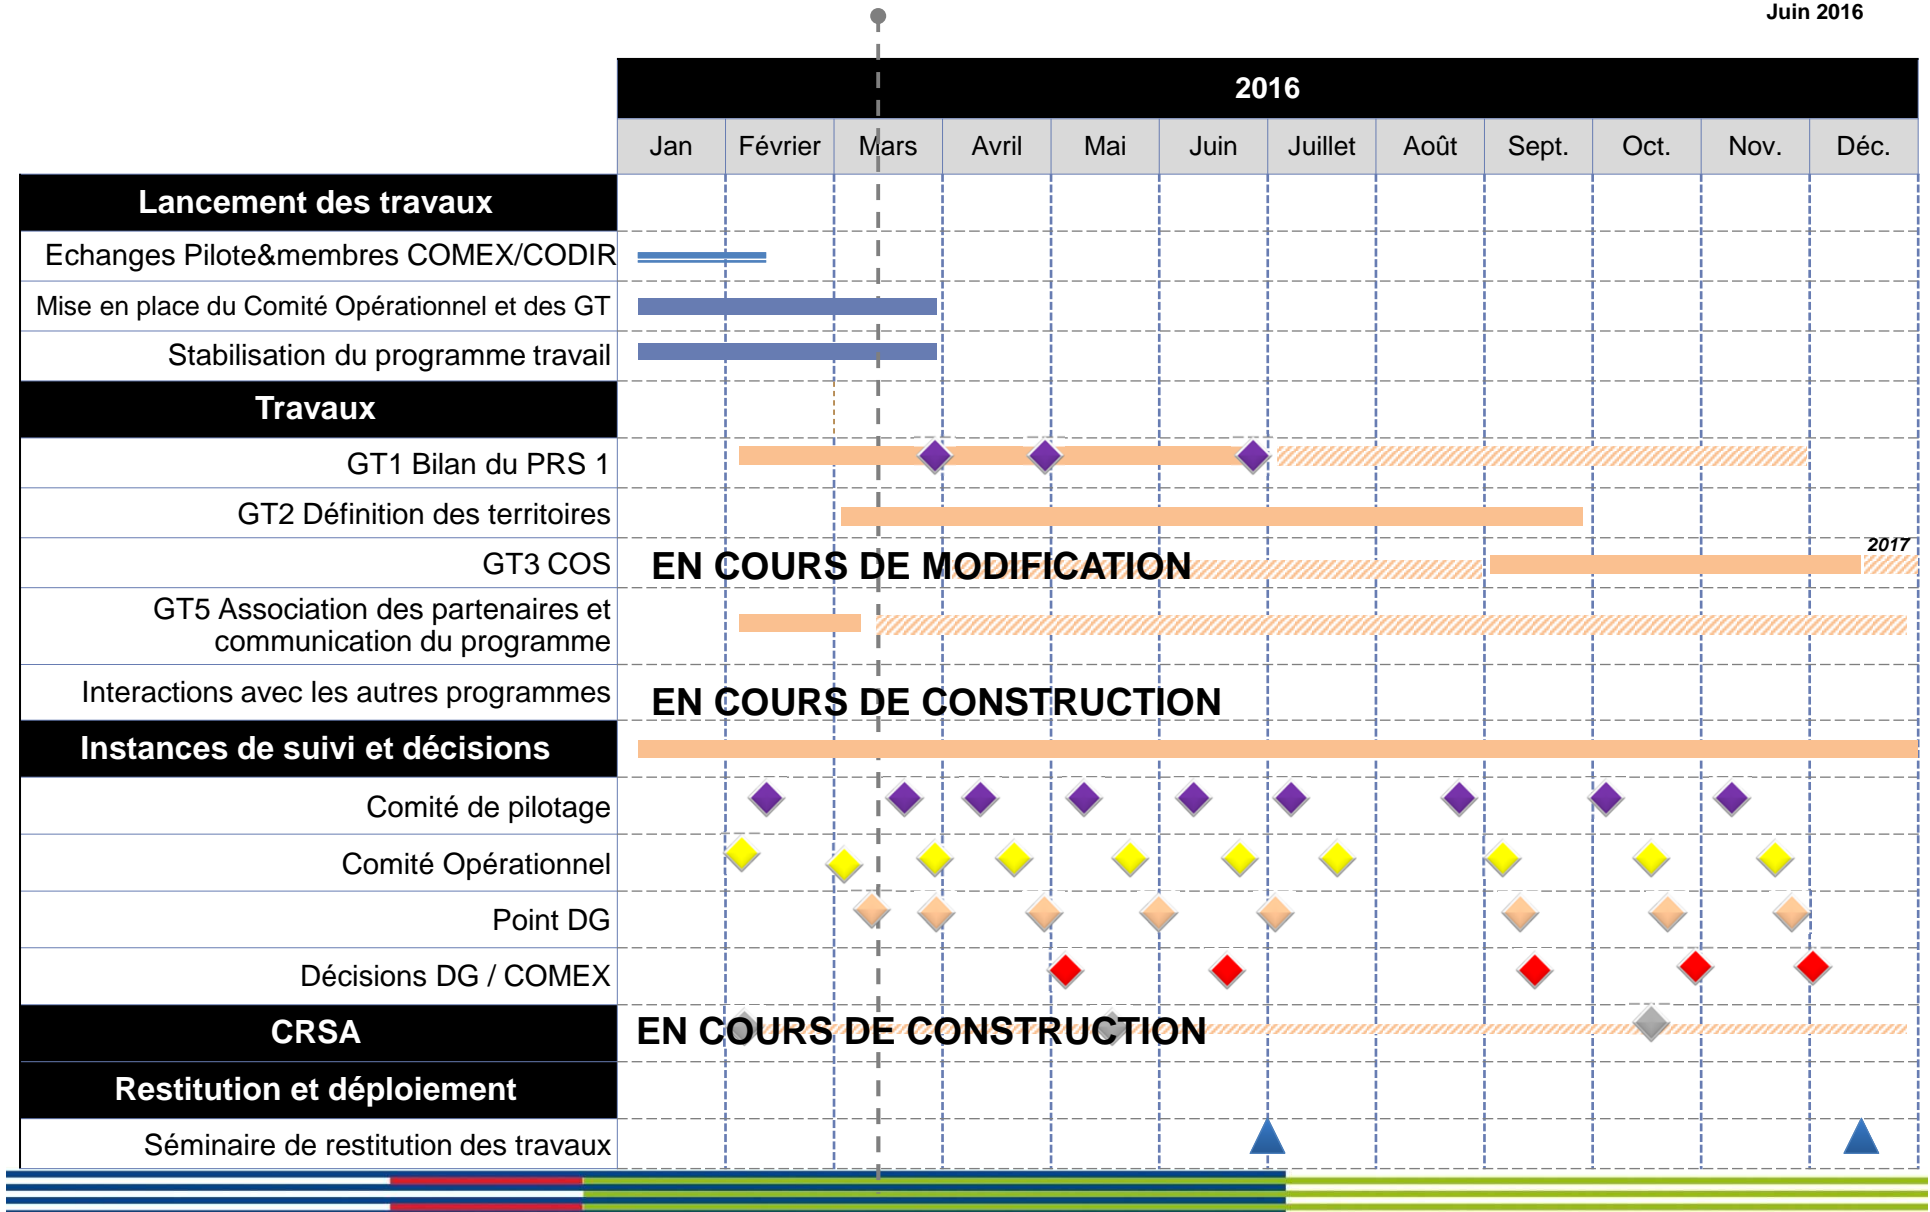 Juin 2016
2016
Jan Février Mars Avril Mai Juin Juillet Août Sept. Oct. Nov. Déc.
Lancement des travaux
Echanges Pilote&membres COMEX/CODIR
Mise en place du Comité Opérationnel et des GT
Stabilisation du programme travail
Travaux
GT1 Bilan du PRS 1
GT2 Définition des territoires
2017
GT3 COS
EN COURS DE MODIFICATION
GT5 Association des partenaires et
communication du programme
Interactions avec les autres programmes
EN COURS DE CONSTRUCTION
Instances de suivi et décisions
Comité de pilotage
Comité Opérationnel
Point DG
Décisions DG / COMEX
CRSA
EN COURS DE CONSTRUCTION
Restitution et déploiement
Séminaire de restitution des travaux